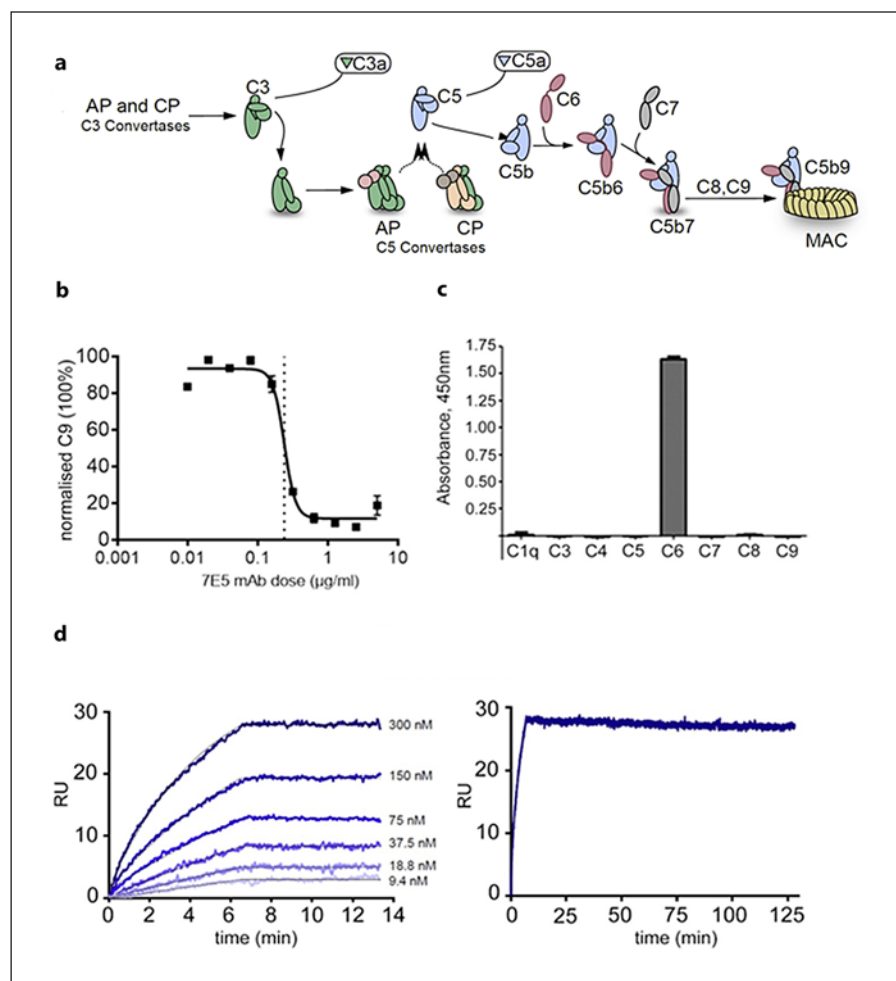 a
C3a
C5a
C3
C5
C6
C7
AP and CP
C3 Convertases
C5b
C5b6
C5b9
C8,C9
AP
CP
C5b7
C5 Convertases
MAC
b
normalised C9 (100%)
100
80
60
40
20
0
0.001
0.01
0.1
1
10
7E5 mAb dose (µg/ml)
c
Absorbance, 450nm
1.75
1.50
1.25
1.00
0.75
0.50
0.25
C1q
C3
C4
C5
C6
C7
C8
C9
d
RU
30
20
10
0
300 nM
150 nM
75 nM
37.5 nM
18.8 nM
9.4 nM
0
2
4
6
8
10
12
14
time (min)
RU
30
20
10
0
0
25
50
75
100
125
time (min)